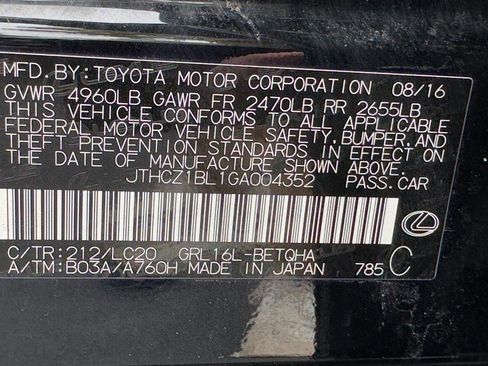 MFD. BY: TOYOTA MOTOR CORPORATION 08/16
GVWR 4960LB GAWR FR 2470LB RR 2655LB
THIS VEHICLE CONFORMS TO ALL APPLICABLE
FEDERAL MOTOR VEHICLE SAFETY, BUMPER, AND
THEFT PREVENTION STANDARDS IN EFFECT ON
THE DATE OF MANUFACTURE SHOWN ABOVE.
JTHCZ1BL1GA004352 PASS. CAR
C/TR: 212/LC20 GRL16L-BETQHA
A/TM: B03A/A760H MADE IN JAPAN 785 C